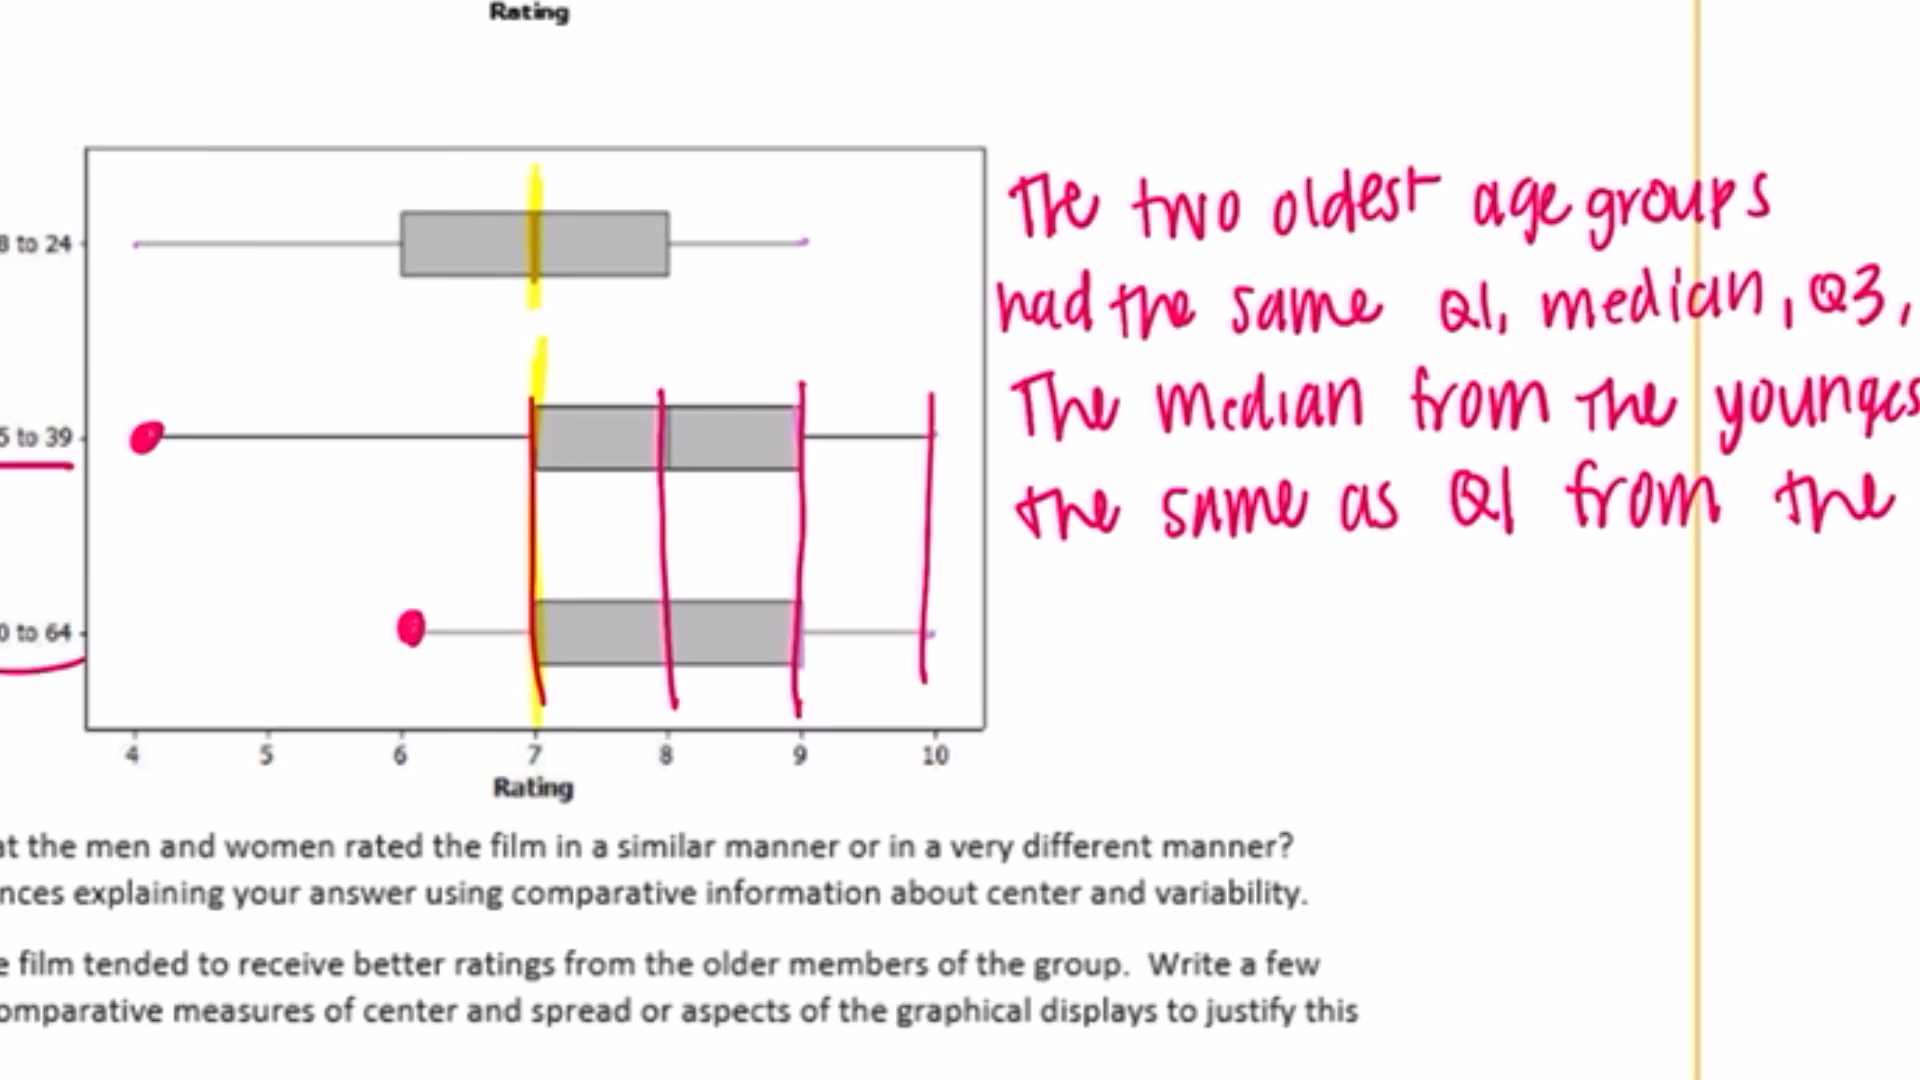 Rating
The two oldest age groups
8 to 24
had the same Q1, median, Q3,
The median from the younges
5 to 39
the same as Q1 from the
0 to 64
4 5 6 7 8 9 10
Rating
at the men and women rated the film in a similar manner or in a very different manner?
nces explaining your answer using comparative information about center and variability.
e film tended to receive better ratings from the older members of the group. Write a few
omparative measures of center and spread or aspects of the graphical displays to justify this